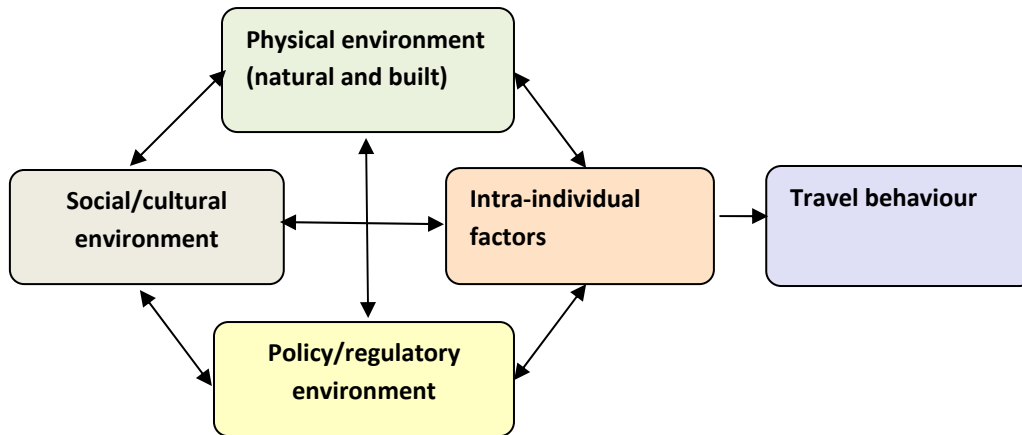 Physical environment
(natural and built)
Social/cultural
environment
Intra-individual
factors
Travel behaviour
Policy/regulatory
environment